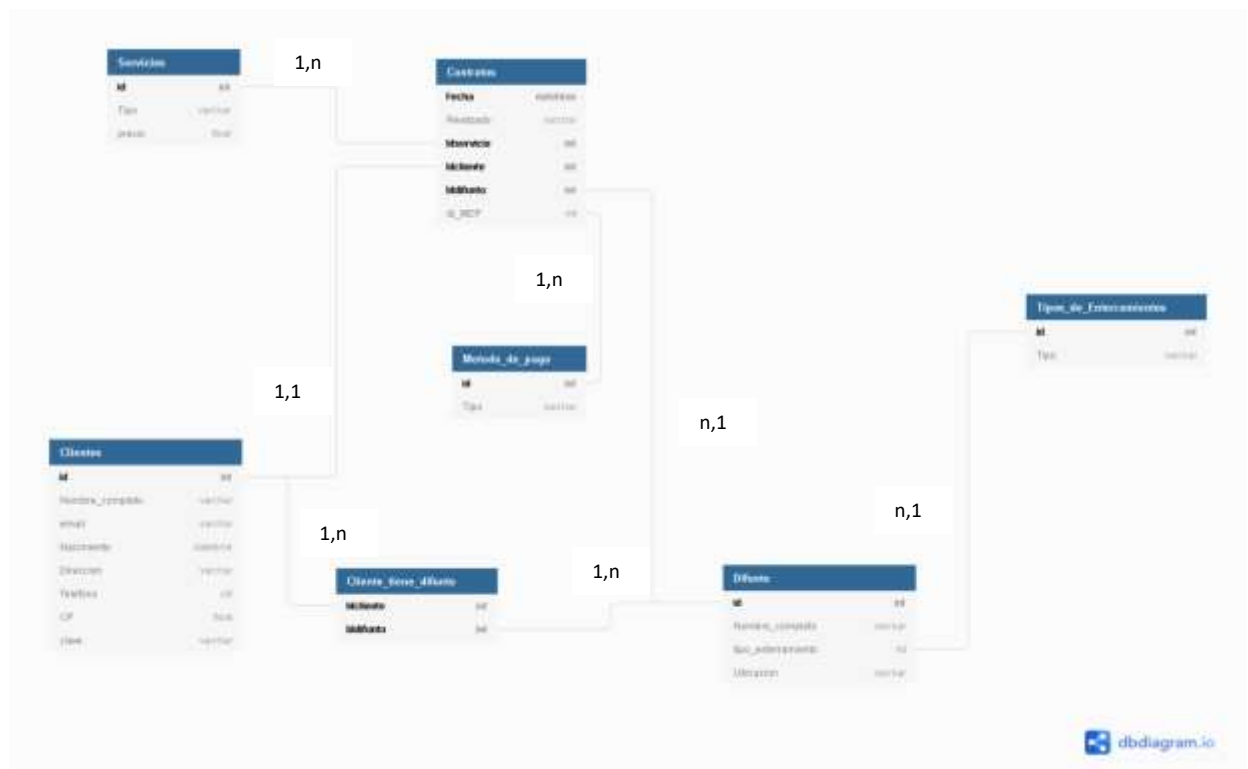 Servicios
id int
Tipo varchar
precio float
1,n
Contratos
Fecha
varchar
Idservicio int
Idcliente int
Iddifunto int
id_MDP int
1,n
Metodo_de_pago
id int
Tipo varchar
Tipos_de_Enterramientos
id int
Tipo varchar
1,1
n,1
n,1
Clientes
id int
Nombre_completo varchar
email varchar
Nacimiento
Direccion varchar
Telefono int
CP float
clave varchar
1,n
Cliente_tiene_difunto
Idcliente int
Iddifunto int
1,n
Difunto
id int
Nombre_completo varchar
tipo_enterramiento int
Ubicacion varchar
dbdiagram.io